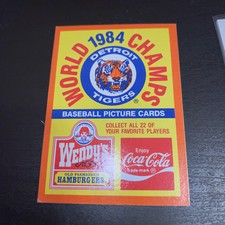 WORLD 1984 CHAMPS
DETROIT
TIGERS
BASEBALL PICTURE CARDS
COLLECT ALL 22 OF
YOUR FAVORITE PLAYERS
WENDY'S
OLD FASHIONED
HAMBURGERS
Enjoy
Coca-Cola